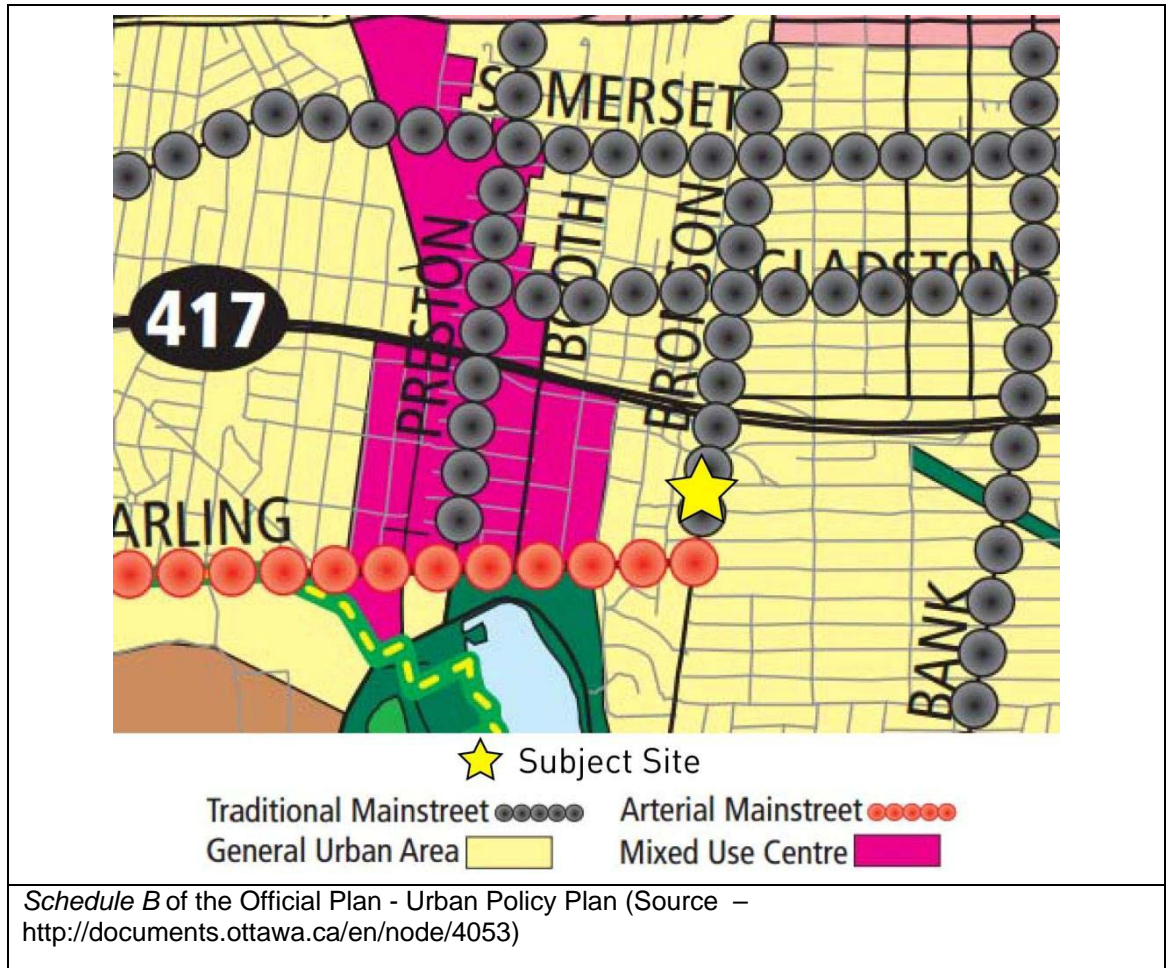 SOMERSET
PRESTON
BOOTH
BRONSON
GLADSTONE
417
ARLING
BANK
Subject Site
Traditional Mainstreet Arterial Mainstreet
General Urban Area Mixed Use Centre
Schedule B of the Official Plan - Urban Policy Plan (Source –
http://documents.ottawa.ca/en/node/4053)